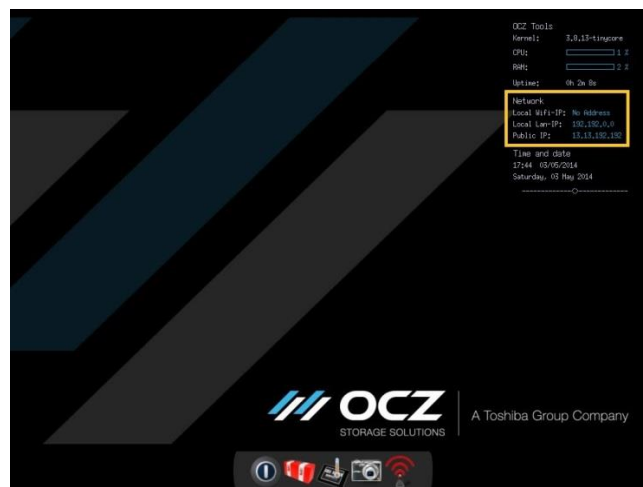 OCZ Tools
Kernel: 3.8.13-tinycore
CPU: 1 %
RAM: 2 %
Uptime: 0h 2m 8s
Network
Local Wifi-IP: No Address
Local Lan-IP: 192.192.0.0
Public IP: 13.13.192.192
Time and date
17:44 03/05/2014
Saturday, 03 May 2014
OCZ
STORAGE SOLUTIONS
A Toshiba Group Company